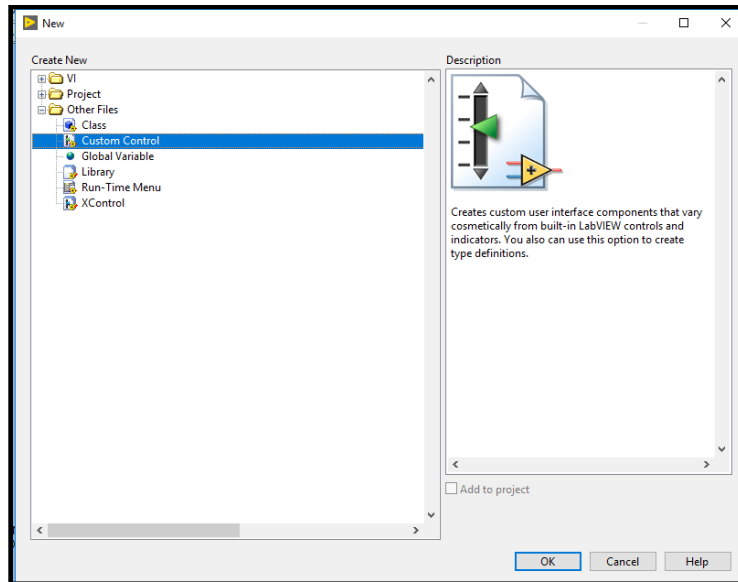 New
Create New
VI
Project
Other Files
Class
Custom Control
Global Variable
Library
Run-Time Menu
XControl
Description
Creates custom user interface components that vary
cosmetically from built-in LabVIEW controls and
indicators. You also can use this option to create
type definitions.
Add to project
OK
Cancel
Help